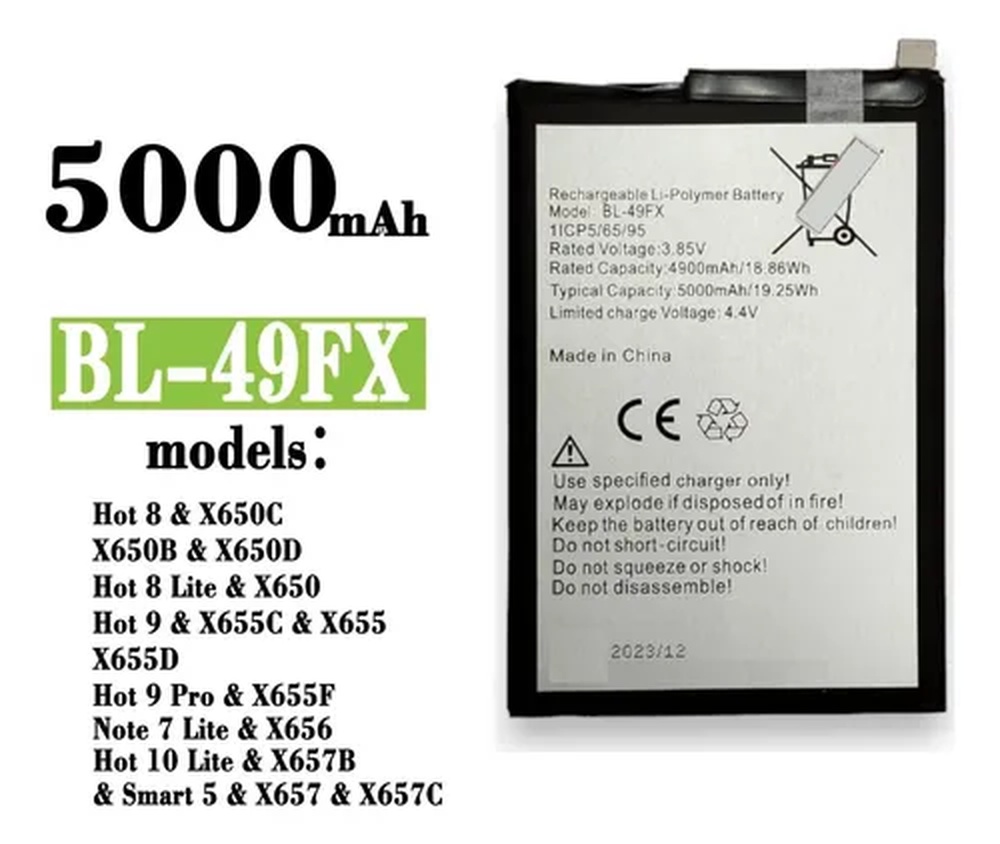 5000mAh
BL-49FX
models:
Hot 8 & X650C
X650B & X650D
Hot 8 Lite & X650
Hot 9 & X655C & X655
X655D
Hot 9 Pro & X655F
Note 7 Lite & X656
Hot 10 Lite & X657B
& Smart 5 & X657 & X657C
Rechargeable Li-Polymer Battery
Model: BL-49FX
1ICP5/65/95
Rated Voltage:3.85V
Rated Capacity:4900mAh/18.86Wh
Typical Capacity:5000mAh/19.25Wh
Limited charge Voltage: 4.4V
Made in China
CE
Use specified charger only!
May explode if disposed of in fire!
Keep the battery out of reach of children!
Do not short-circuit!
Do not squeeze or shock!
Do not disassemble!
2023/12